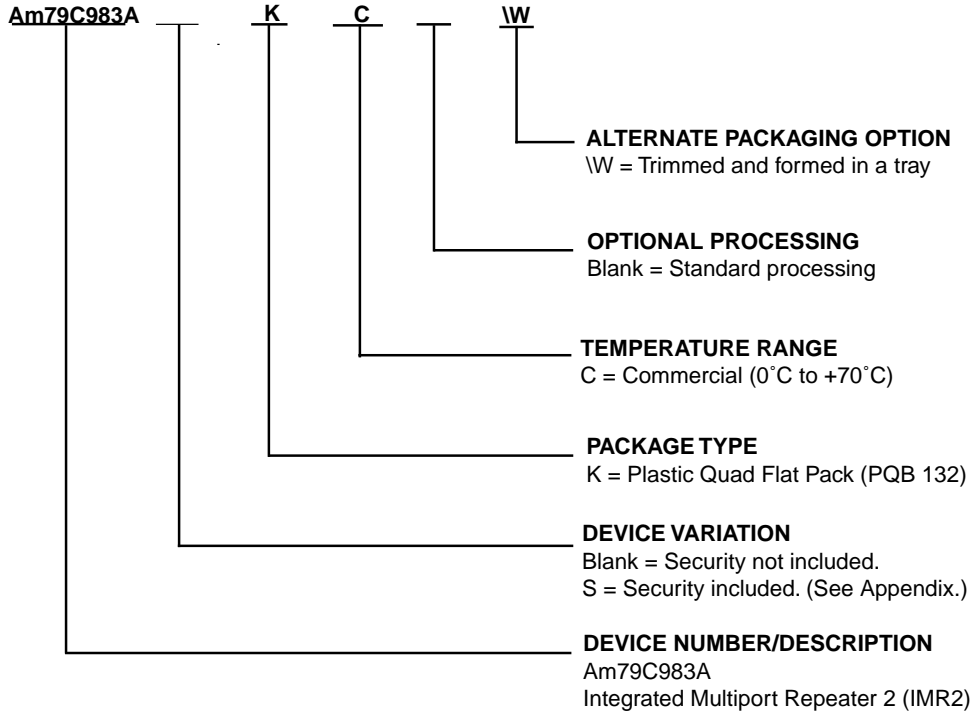 Am79C983A K C \W
ALTERNATE PACKAGING OPTION
\W = Trimmed and formed in a tray
OPTIONAL PROCESSING
Blank = Standard processing
TEMPERATURE RANGE
C = Commercial (0˚C to +70˚C)
PACKAGE TYPE
K = Plastic Quad Flat Pack (PQB 132)
DEVICE VARIATION
Blank = Security not included.
S = Security included. (See Appendix.)
DEVICE NUMBER/DESCRIPTION
Am79C983A
Integrated Multiport Repeater 2 (IMR2)